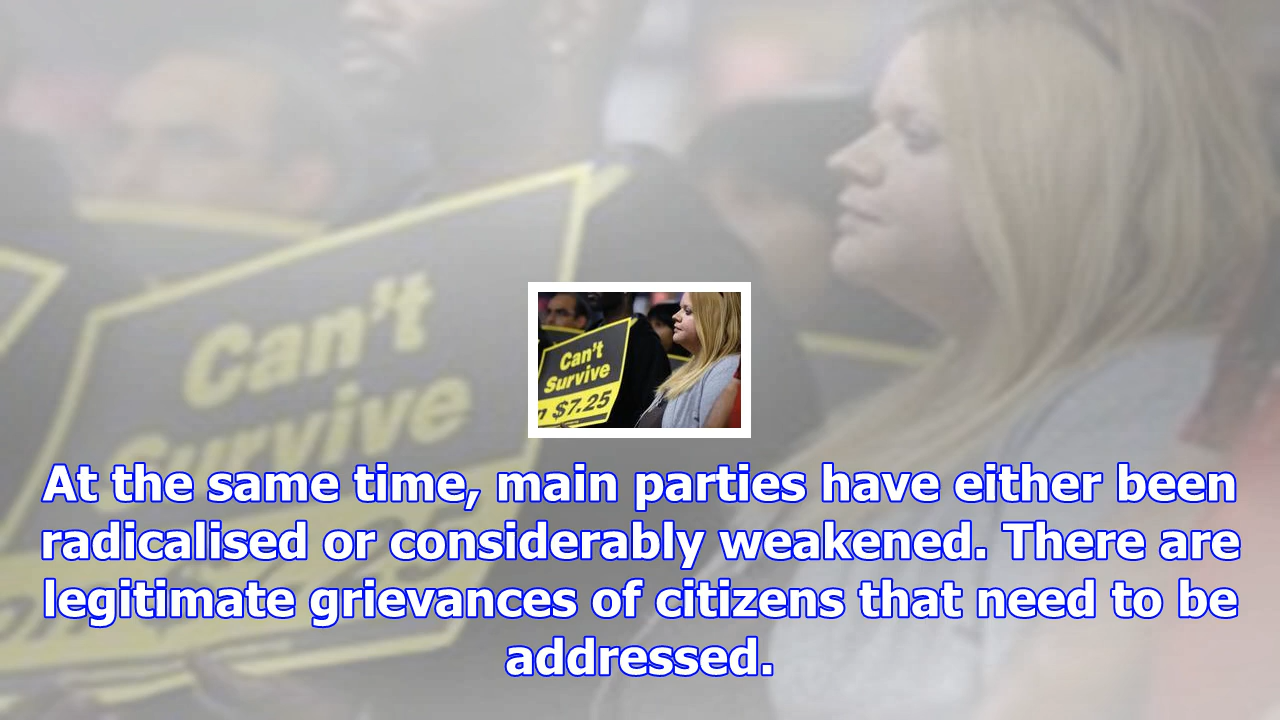 Can't
Survive
Can't
Survive
n $7.25
At the same time, main parties have either been
radicalised or considerably weakened. There are
legitimate grievances of citizens that need to be
addressed.